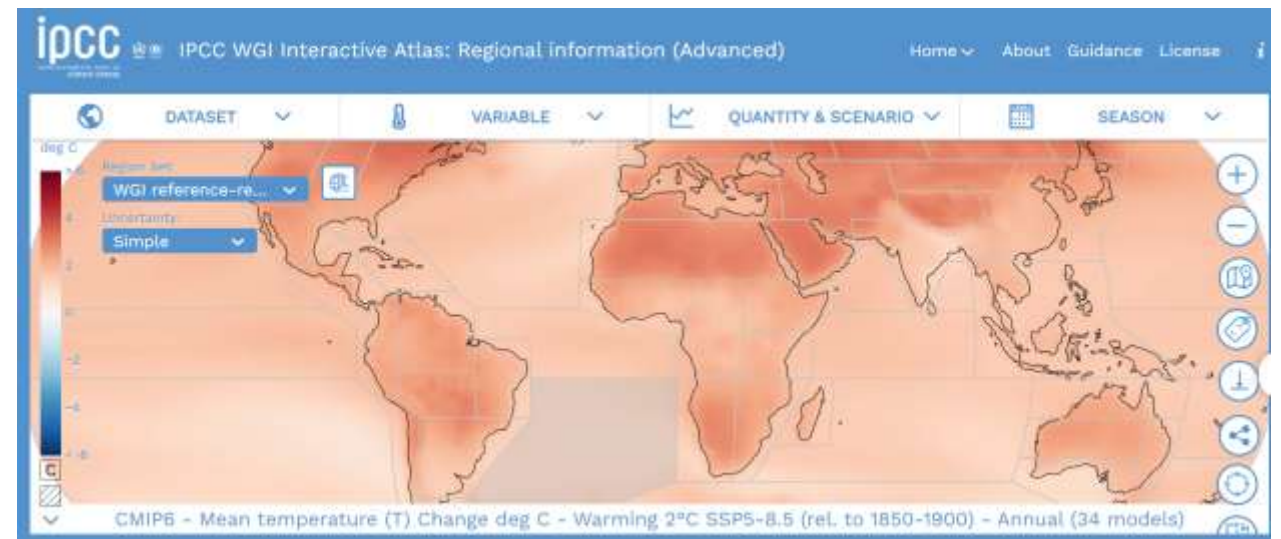 ipcc
IPCC WGI Interactive Atlas: Regional information (Advanced)
Home About Guidance License i
DATASET VARIABLE QUANTITY & SCENARIO SEASON
deg C
Region set:
WGI reference-re...
Uncertainty:
Simple
4
2
0
-2
-4
C
CMIP6 - Mean temperature (T) Change deg C - Warming 2°C SSP5-8.5 (rel. to 1850-1900) - Annual (34 models)